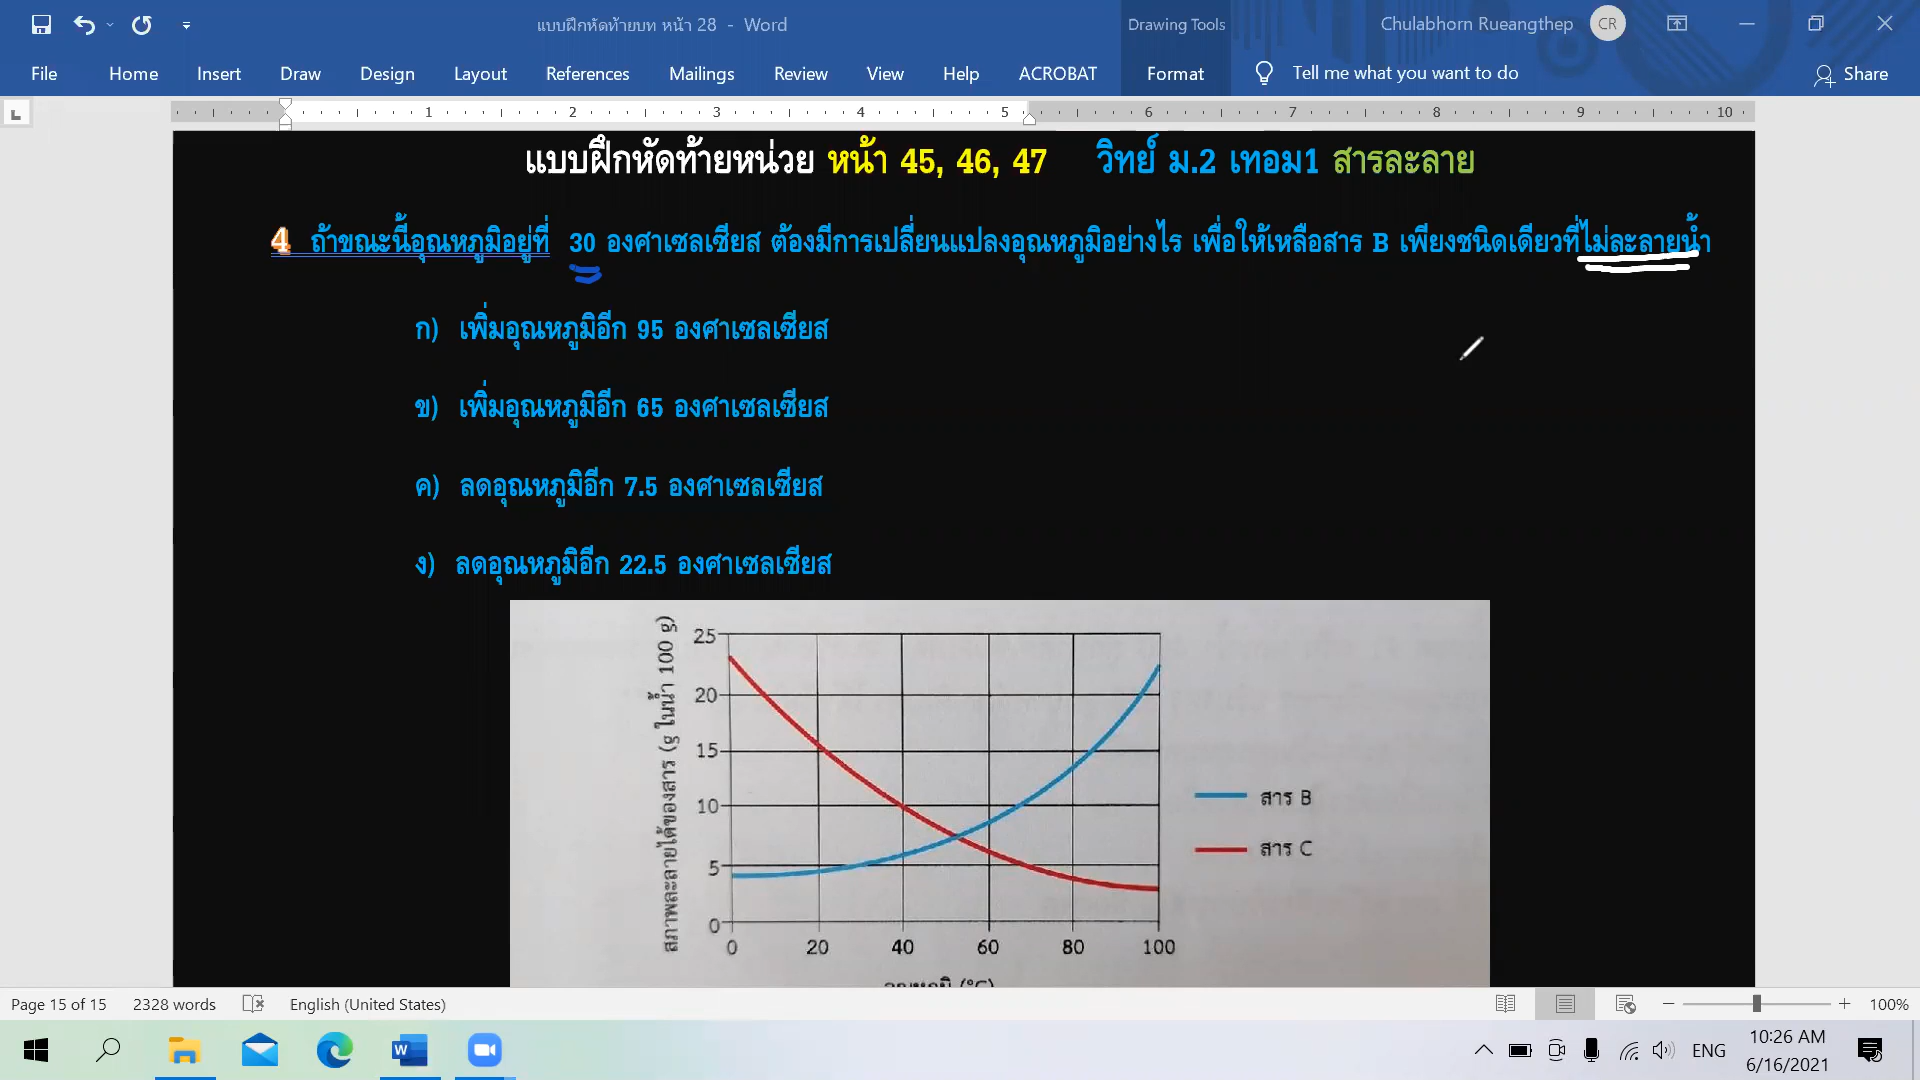 แบบฝึกหัดท้ายบท หน้า 28 - Word
Drawing Tools
Chulabhorn Rueangthep
CR
File Home Insert Draw Design Layout References Mailings Review View Help ACROBAT Format Tell me what you want to do Share
1 2 3 4 5 6 7 8 9 10
แบบฝึกหัดท้ายหน่วย หน้า 45, 46, 47 วิทย์ ม.2 เทอม1 สารละลาย
4 ถ้าขณะนี้อุณหภูมิอยู่ที่ 30 องศาเซลเซียส ต้องมีการเปลี่ยนแปลงอุณหภูมิอย่างไร เพื่อให้เหลือสาร B เพียงชนิดเดียวที่ไม่ละลายน้ำ
ก) เพิ่มอุณหภูมิอีก 95 องศาเซลเซียส
ข) เพิ่มอุณหภูมิอีก 65 องศาเซลเซียส
ค) ลดอุณหภูมิอีก 7.5 องศาเซลเซียส
ง) ลดอุณหภูมิอีก 22.5 องศาเซลเซียส
สภาพละลายได้ของสาร (g ในน้ำ 100 g)
25
20
15
10
5
0
0 20 40 60 80 100
สาร B
สาร C
อุณหภูมิ (°C)
Page 15 of 15 2328 words English (United States) 100%
ENG
10:26 AM
6/16/2021